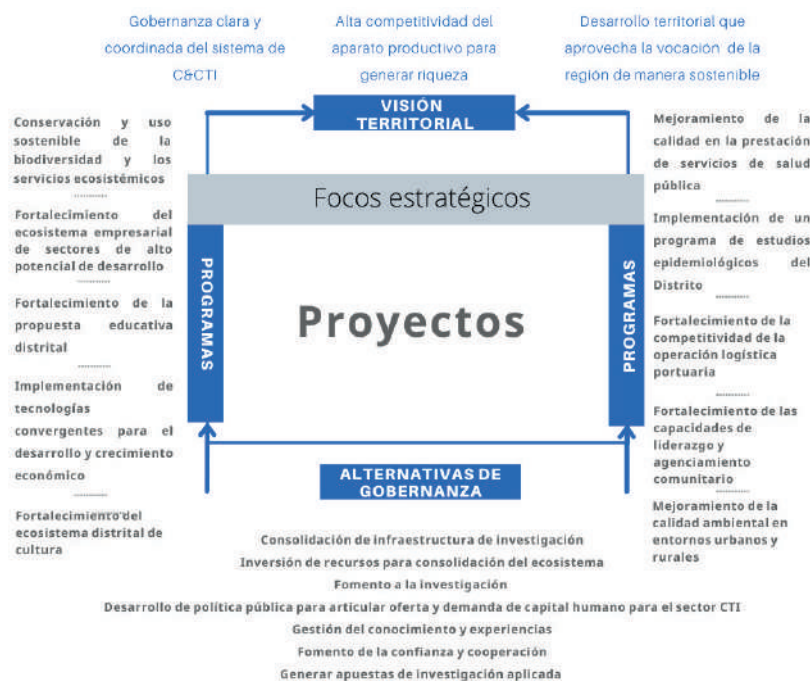 Gobernanza clara y
coordinada del sistema de
C&CTI
Alta competitividad del
aparato productivo para
generar riqueza
Desarrollo territorial que
aprovecha la vocación de la
región de manera sostenible
VISIÓN
TERRITORIAL
Conservación y uso
sostenible de la
biodiversidad y los
servicios ecosistémicos
Fortalecimiento del
ecosistema empresarial
de sectores de alto
potencial de desarrollo
Fortalecimiento de la
propuesta educativa
distrital
Implementación de
tecnologías
convergentes para el
desarrollo y crecimiento
económico
Fortalecimiento del
ecosistema distrital de
cultura
Focos estratégicos
PROGRAMAS
Proyectos
PROGRAMAS
Mejoramiento de la
calidad en la prestación
de servicios de salud
pública
Implementación de un
programa de estudios
epidemiológicos del
Distrito
Fortalecimiento de la
competitividad de la
operación logística
portuaria
Fortalecimiento de las
capacidades de
liderazgo y
agenciamiento
comunitario
Mejoramiento de la
calidad ambiental en
entornos urbanos y
rurales
ALTERNATIVAS DE
GOBERNANZA
Consolidación de infraestructura de investigación
Inversión de recursos para consolidación del ecosistema
Fomento a la investigación
Desarrollo de política pública para articular oferta y demanda de capital humano para el sector CTI
Gestión del conocimiento y experiencias
Fomento de la confianza y cooperación
Generar apuestas de investigación aplicada